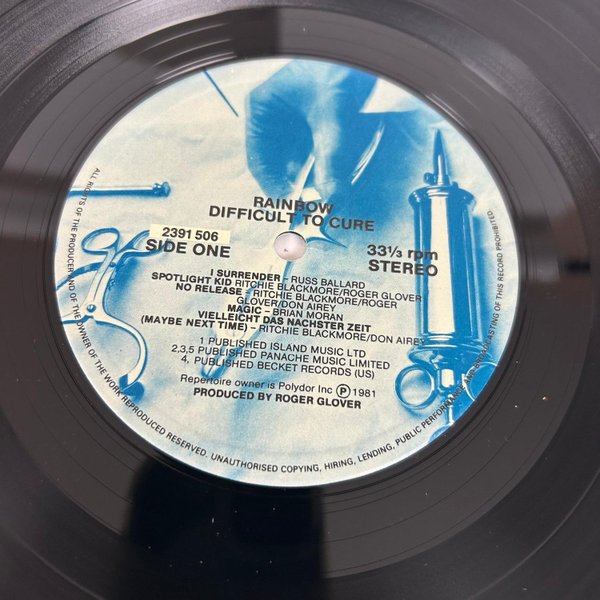 RAINBOW
DIFFICULT TO CURE
2391 506
SIDE ONE
33⅓ rpm
STEREO
I SURRENDER – RUSS BALLARD
SPOTLIGHT KID RITCHIE BLACKMORE/ROGER GLOVER
NO RELEASE – RITCHIE BLACKMORE/ROGER
GLOVER/DON AIREY
MAGIC – BRIAN MORAN
VIELLEICHT DAS NACHSTER ZEIT
(MAYBE NEXT TIME) – RITCHIE BLACKMORE/DON AIREY
1 PUBLISHED ISLAND MUSIC LTD
2,3,5 PUBLISHED PANACHE MUSIC LIMITED
4, PUBLISHED BECKET RECORDS (US)
Repertoire owner is Polydor Inc ℗ 1981
PRODUCED BY ROGER GLOVER
ALL RIGHTS OF THE PRODUCER AND OF THE OWNER OF THE WORK REPRODUCED RESERVED. UNAUTHORISED COPYING, HIRING, LENDING, PUBLIC PERFORMANCE AND BROADCASTING OF THIS RECORD PROHIBITED.